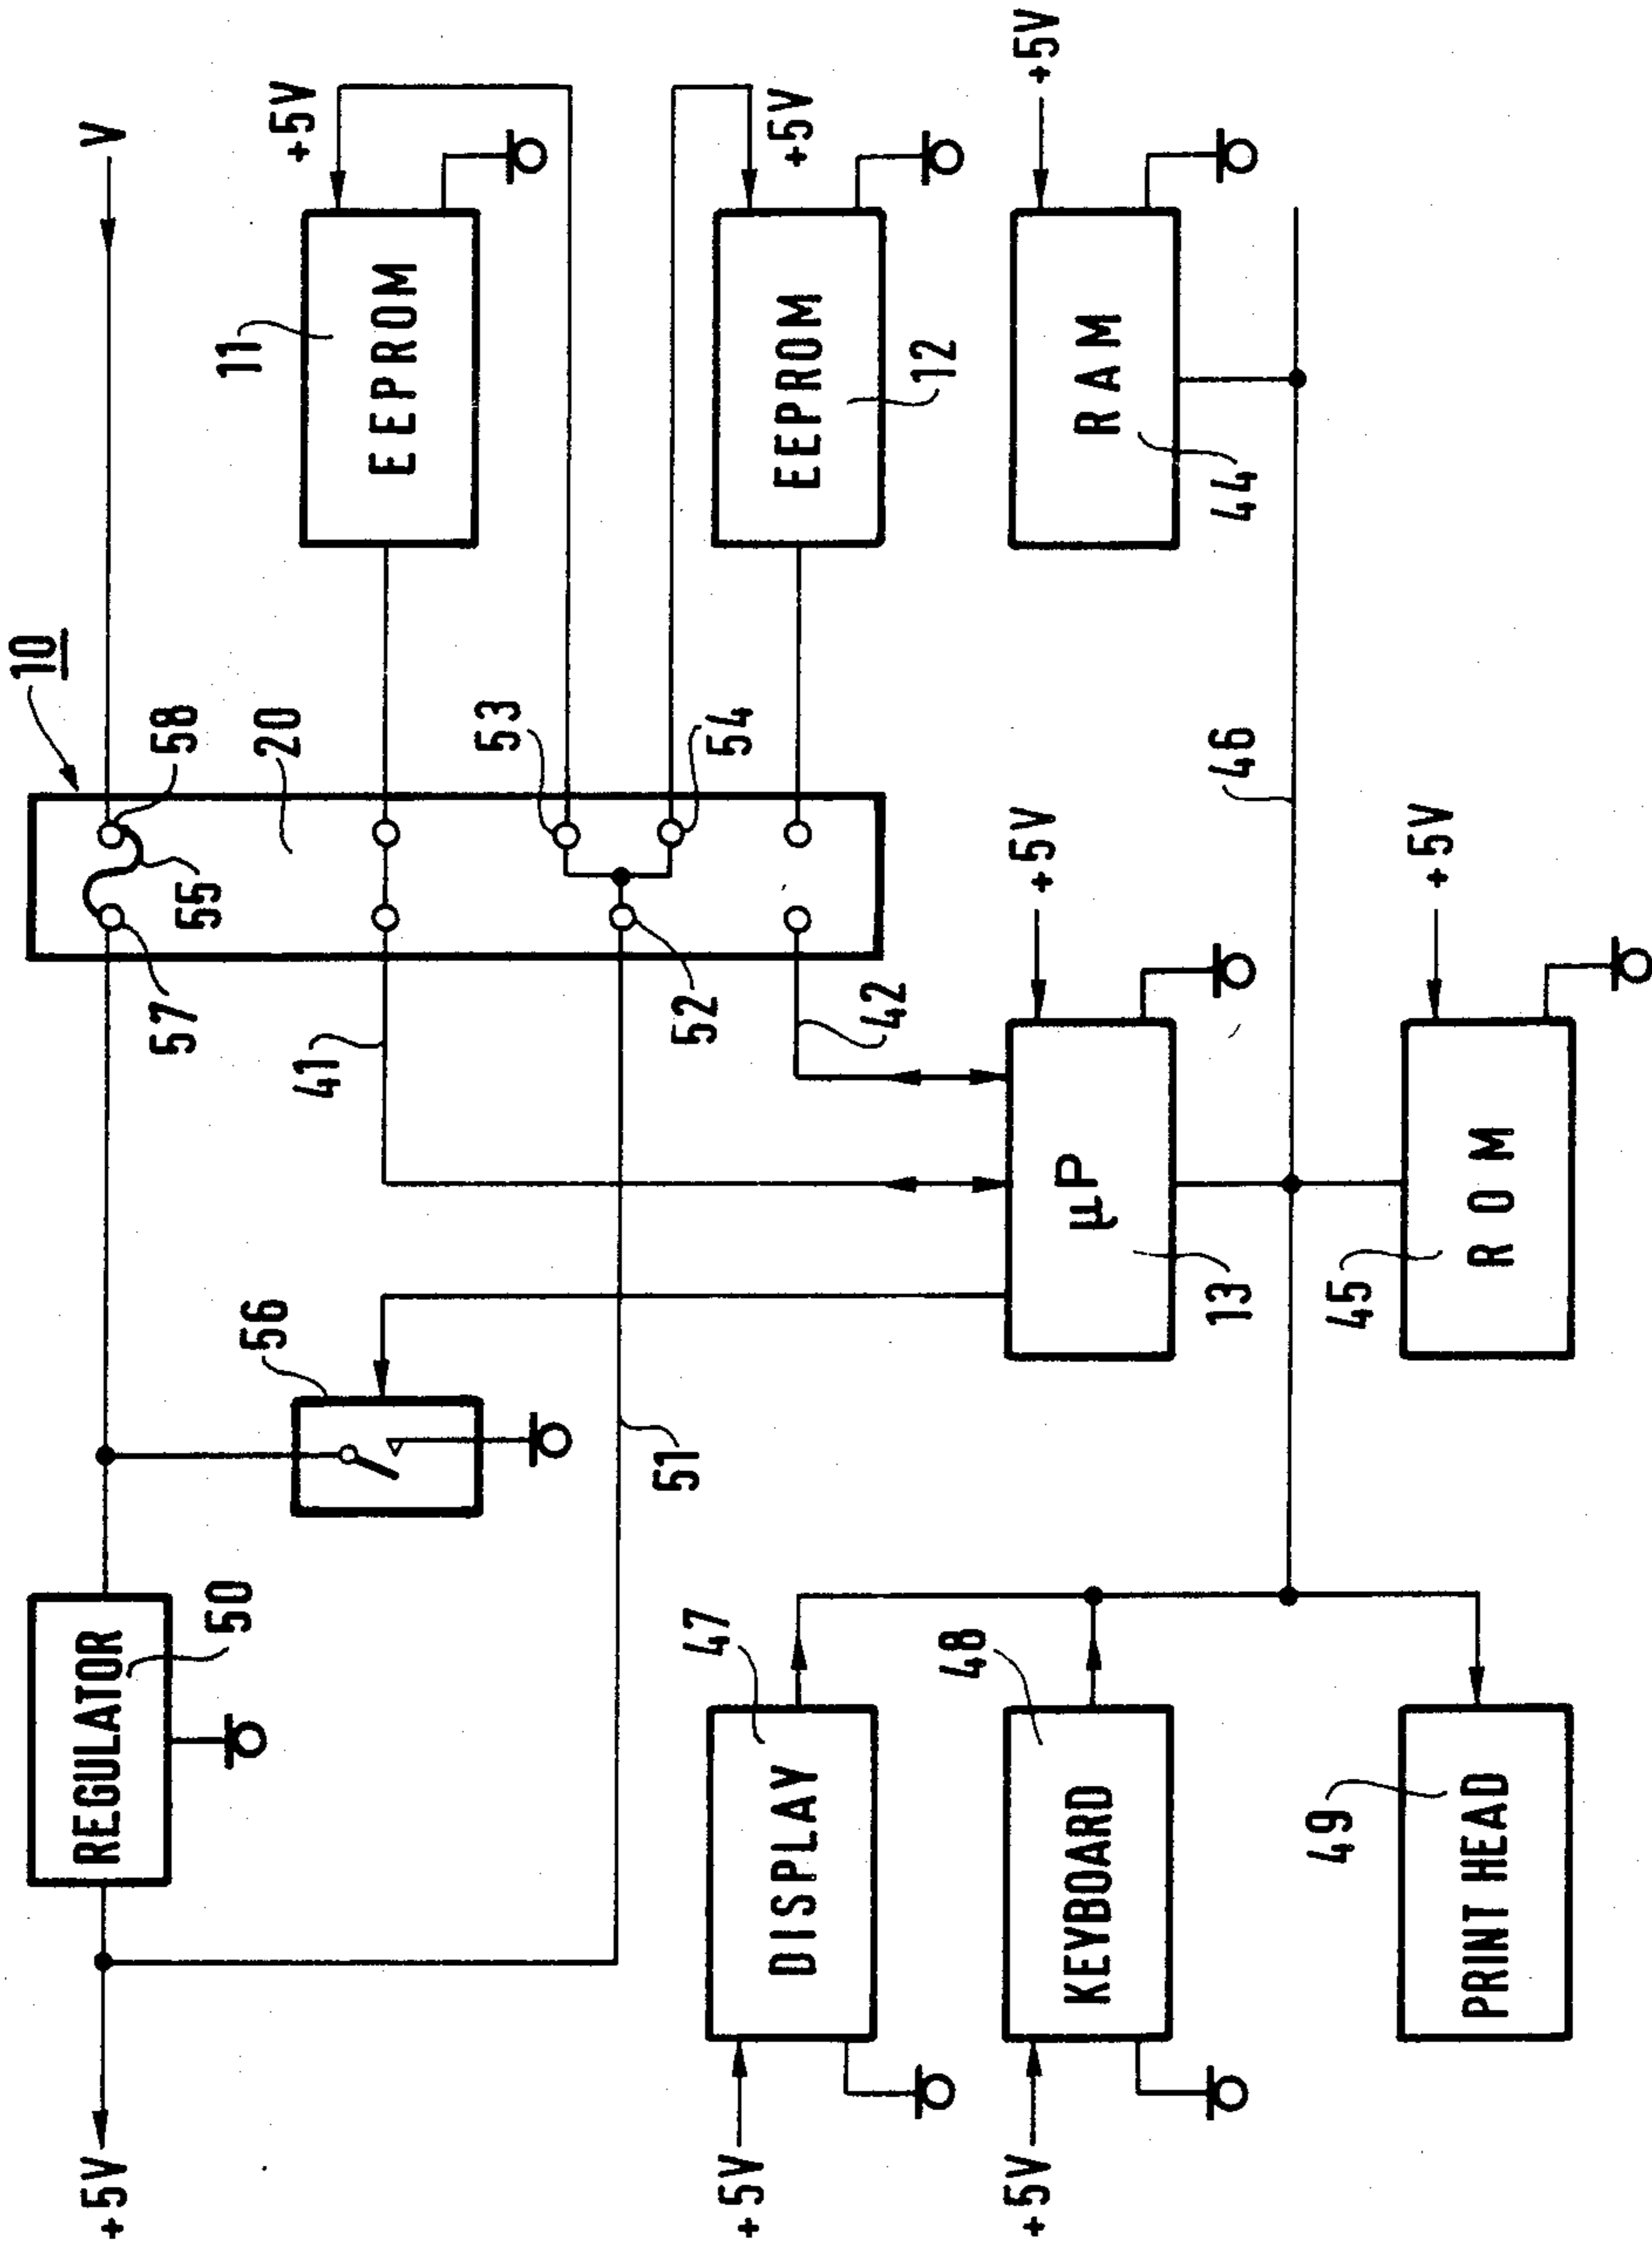 V
+5V
11
EEPROM
+5V
12
EEPROM
+5V
44
RAM
10
58
20
53
54
55
57
52
41
42
46
+5V
+5V
µP
13
45
ROM
56
51
REGULATOR
50
47
DISPLAY
48
KEYBOARD
49
PRINT HEAD
+5V
+5V
+5V